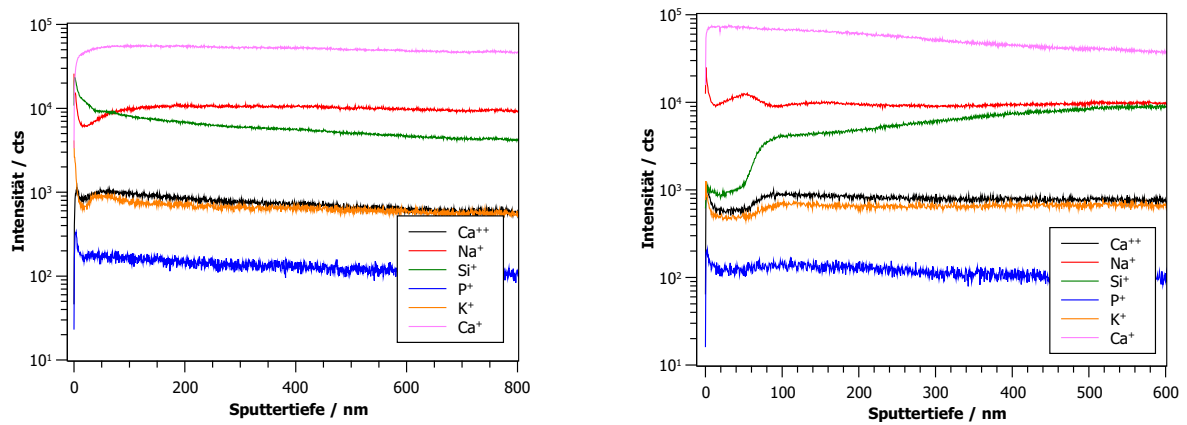 10⁵
10⁴
10³
10²
10¹
Intensität / cts
0 200 400 600 800
Sputtertiefe / nm
Ca⁺⁺
Na⁺
Si⁺
P⁺
K⁺
Ca⁺
10⁵
10⁴
10³
10²
10¹
Intensität / cts
0 100 200 300 400 500 600
Sputtertiefe / nm
Ca⁺⁺
Na⁺
Si⁺
P⁺
K⁺
Ca⁺